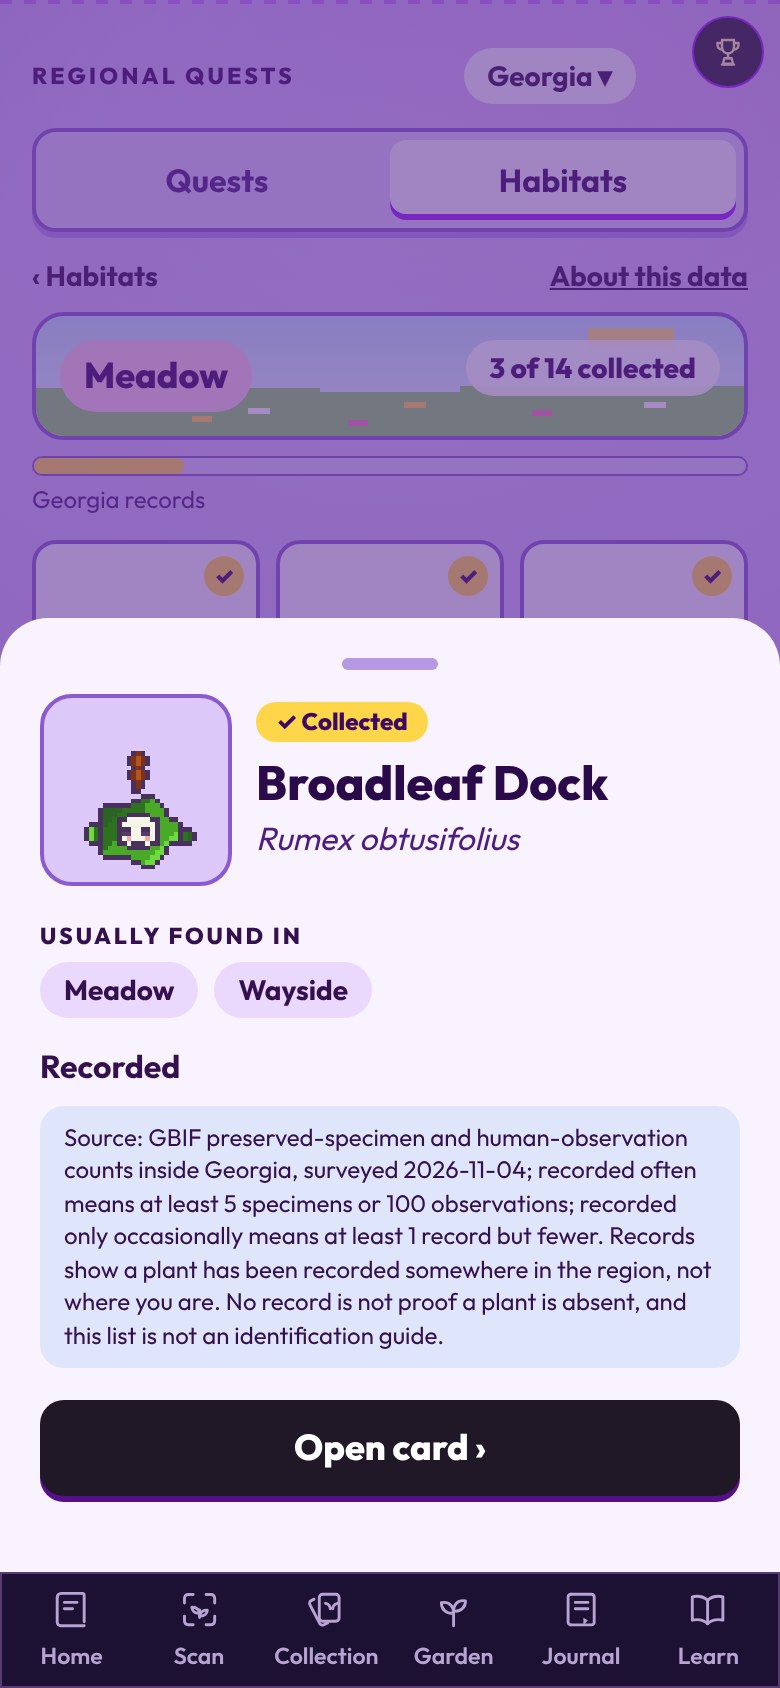 REGIONAL QUESTS
Georgia ▼
Quests
Habitats
‹ Habitats
About this data
Meadow
3 of 14 collected
Georgia records
✓ Collected
Broadleaf Dock
Rumex obtusifolius
USUALLY FOUND IN
Meadow
Wayside
Recorded
Source: GBIF preserved-specimen and human-observation
counts inside Georgia, surveyed 2026-11-04; recorded often
means at least 5 specimens or 100 observations; recorded
only occasionally means at least 1 record but fewer. Records
show a plant has been recorded somewhere in the region, not
where you are. No record is not proof a plant is absent, and
this list is not an identification guide.
Open card ›
Home
Scan
Collection
Garden
Journal
Learn